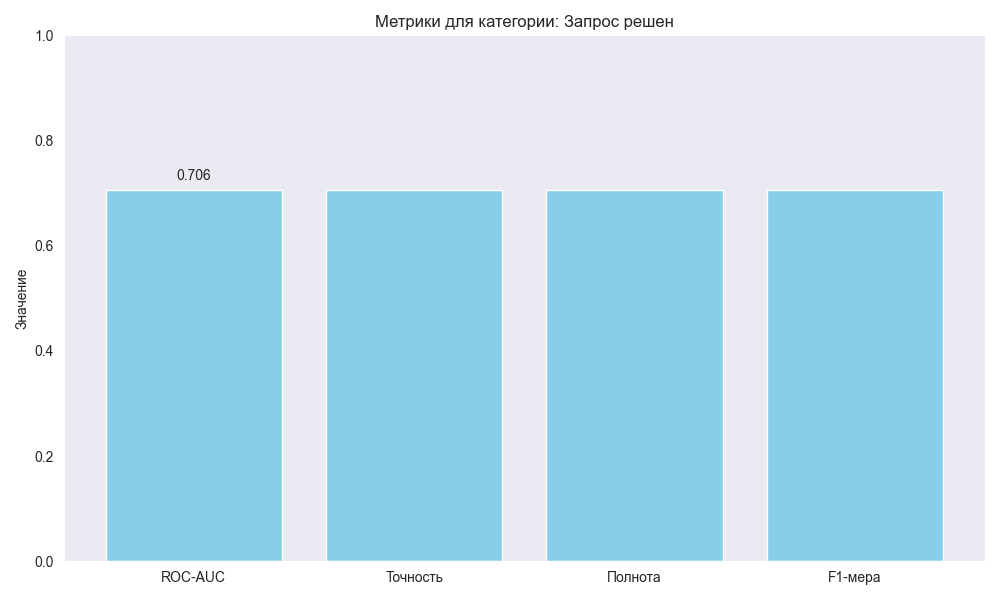 Метрики для категории: Запрос решен
1.0
0.8
0.706
0.6
Значение
0.4
0.2
0.0
ROC-AUC
Точность
Полнота
F1-мера